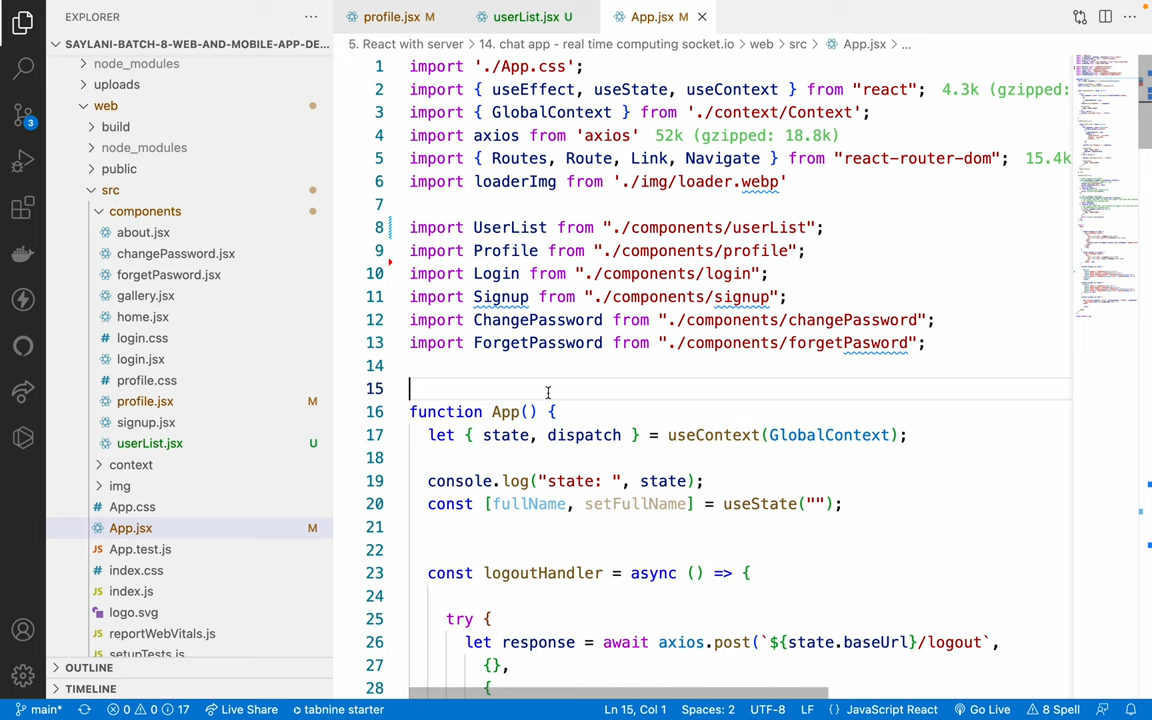 EXPLORER
SAYLANI-BATCH-8-WEB-AND-MOBILE-APP-DE...
node_modules
uploads
web
build
node_modules
public
src
components
about.jsx
changePassword.jsx
forgetPasword.jsx
gallery.jsx
home.jsx
login.css
login.jsx
profile.css
profile.jsx M
signup.jsx
userList.jsx U
context
img
App.css
App.jsx M
JS App.test.js
index.css
JS index.js
logo.svg
JS reportWebVitals.js
JS setupTests.js
OUTLINE
TIMELINE
3
profile.jsx M userList.jsx U App.jsx M
5. React with server > 14. chat app - real time computing socket.io > web > src > App.jsx > ...
1 import './App.css';
2 import { useEffect, useState, useContext } from "react"; 4.3k (gzipped:
3 import { GlobalContext } from './context/Context';
4 import axios from 'axios' 52k (gzipped: 18.8k)
5 import { Routes, Route, Link, Navigate } from "react-router-dom"; 15.4k
6 import loaderImg from './img/loader.webp'
7
8 import UserList from "./components/userList";
9 import Profile from "./components/profile";
10 import Login from "./components/login";
11 import Signup from "./components/signup";
12 import ChangePassword from "./components/changePassword";
13 import ForgetPassword from "./components/forgetPasword";
14
15
16 function App() {
17 let { state, dispatch } = useContext(GlobalContext);
18
19 console.log("state: ", state);
20 const [fullName, setFullName] = useState("");
21
22
23 const logoutHandler = async () => {
24
25 try {
26 let response = await axios.post(`${state.baseUrl}/logout`,
27 {},
28 {
main* 0 0 17 Live Share tabnine starter Ln 15, Col 1 Spaces: 2 UTF-8 LF {} JavaScript React Go Live 8 Spell